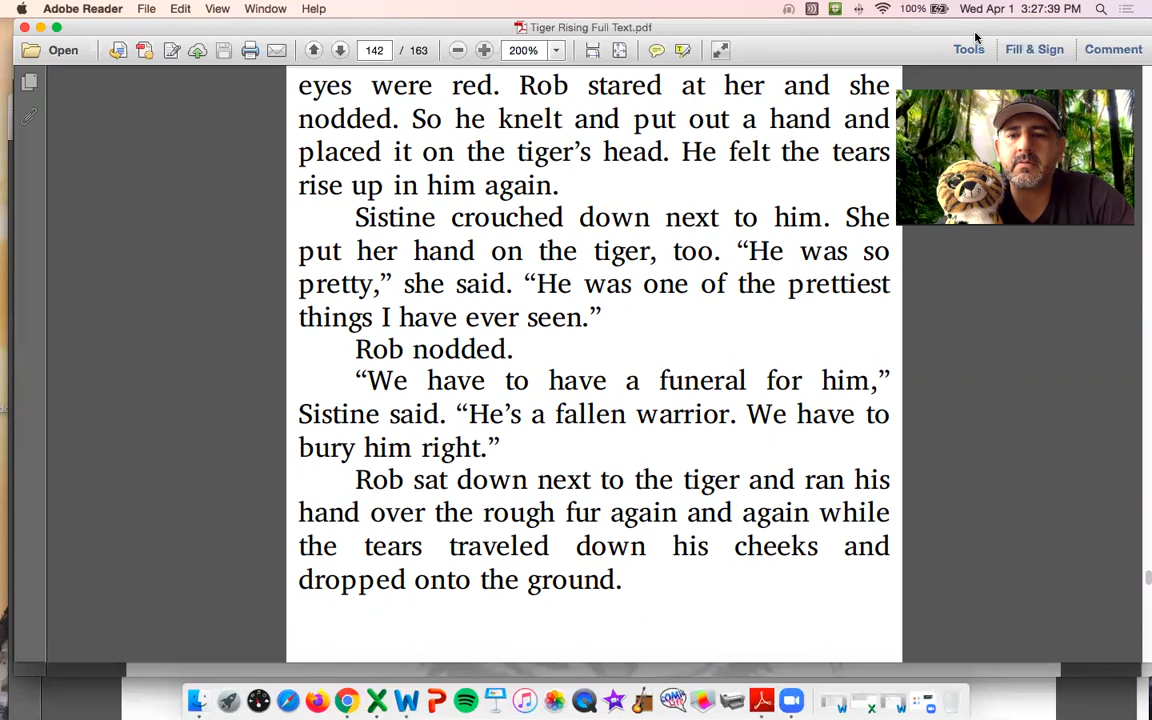 Adobe Reader File Edit View Window Help 100% Wed Apr 1 3:27:39 PM
Tiger Rising Full Text.pdf
Open 142 / 163 200% Tools Fill & Sign Comment
eyes were red. Rob stared at her and she
nodded. So he knelt and put out a hand and
placed it on the tiger’s head. He felt the tears
rise up in him again.
Sistine crouched down next to him. She
put her hand on the tiger, too. “He was so
pretty,” she said. “He was one of the prettiest
things I have ever seen.”
Rob nodded.
“We have to have a funeral for him,”
Sistine said. “He’s a fallen warrior. We have to
bury him right.”
Rob sat down next to the tiger and ran his
hand over the rough fur again and again while
the tears traveled down his cheeks and
dropped onto the ground.